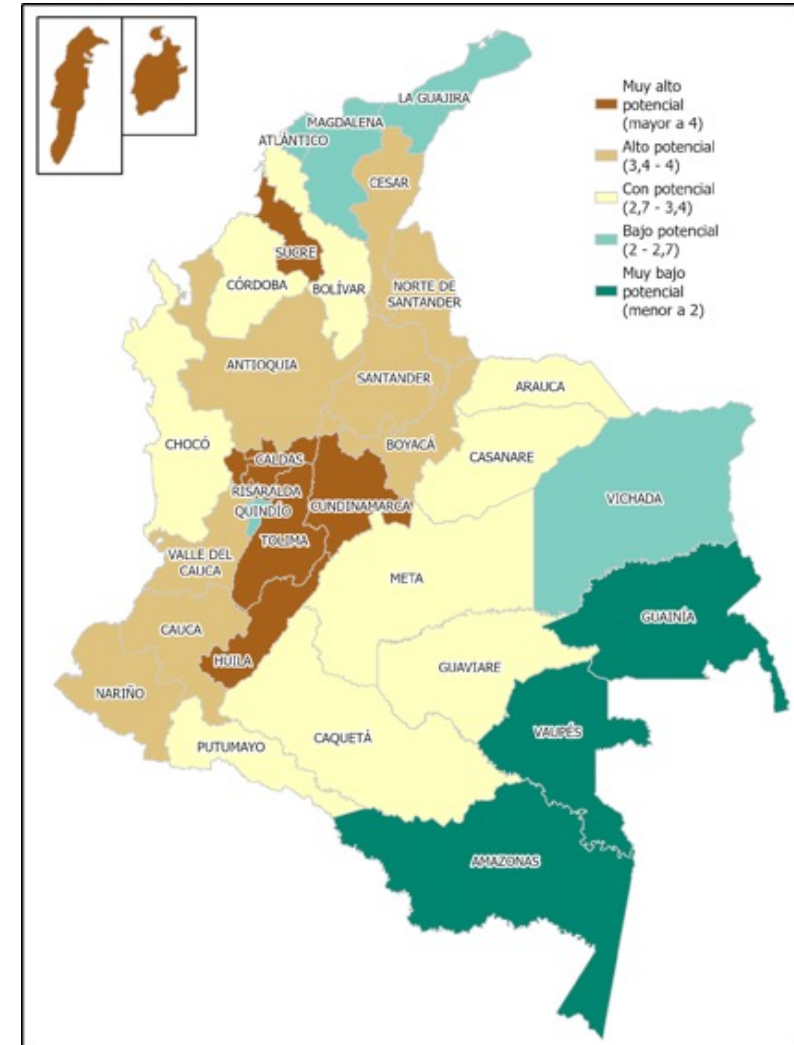 LA GUAJIRA
MAGDALENA
ATLÁNTICO
CESAR
SUCRE
CÓRDOBA
BOLÍVAR
NORTE DE
SANTANDER
ANTIOQUIA
SANTANDER
ARAUCA
CHOCÓ
BOYACÁ
CALDAS
CASANARE
RISARALDA
CUNDINAMARCA
QUINDÍO
VICHADA
TOLIMA
VALLE DEL
CAUCA
META
CAUCA
GUAINÍA
HUILA
GUAVIARE
NARIÑO
VAUPÉS
CAQUETÁ
PUTUMAYO
AMAZONAS
Muy alto
potencial
(mayor a 4)
Alto potencial
(3,4 - 4)
Con potencial
(2,7 - 3,4)
Bajo potencial
(2 - 2,7)
Muy bajo
potencial
(menor a 2)